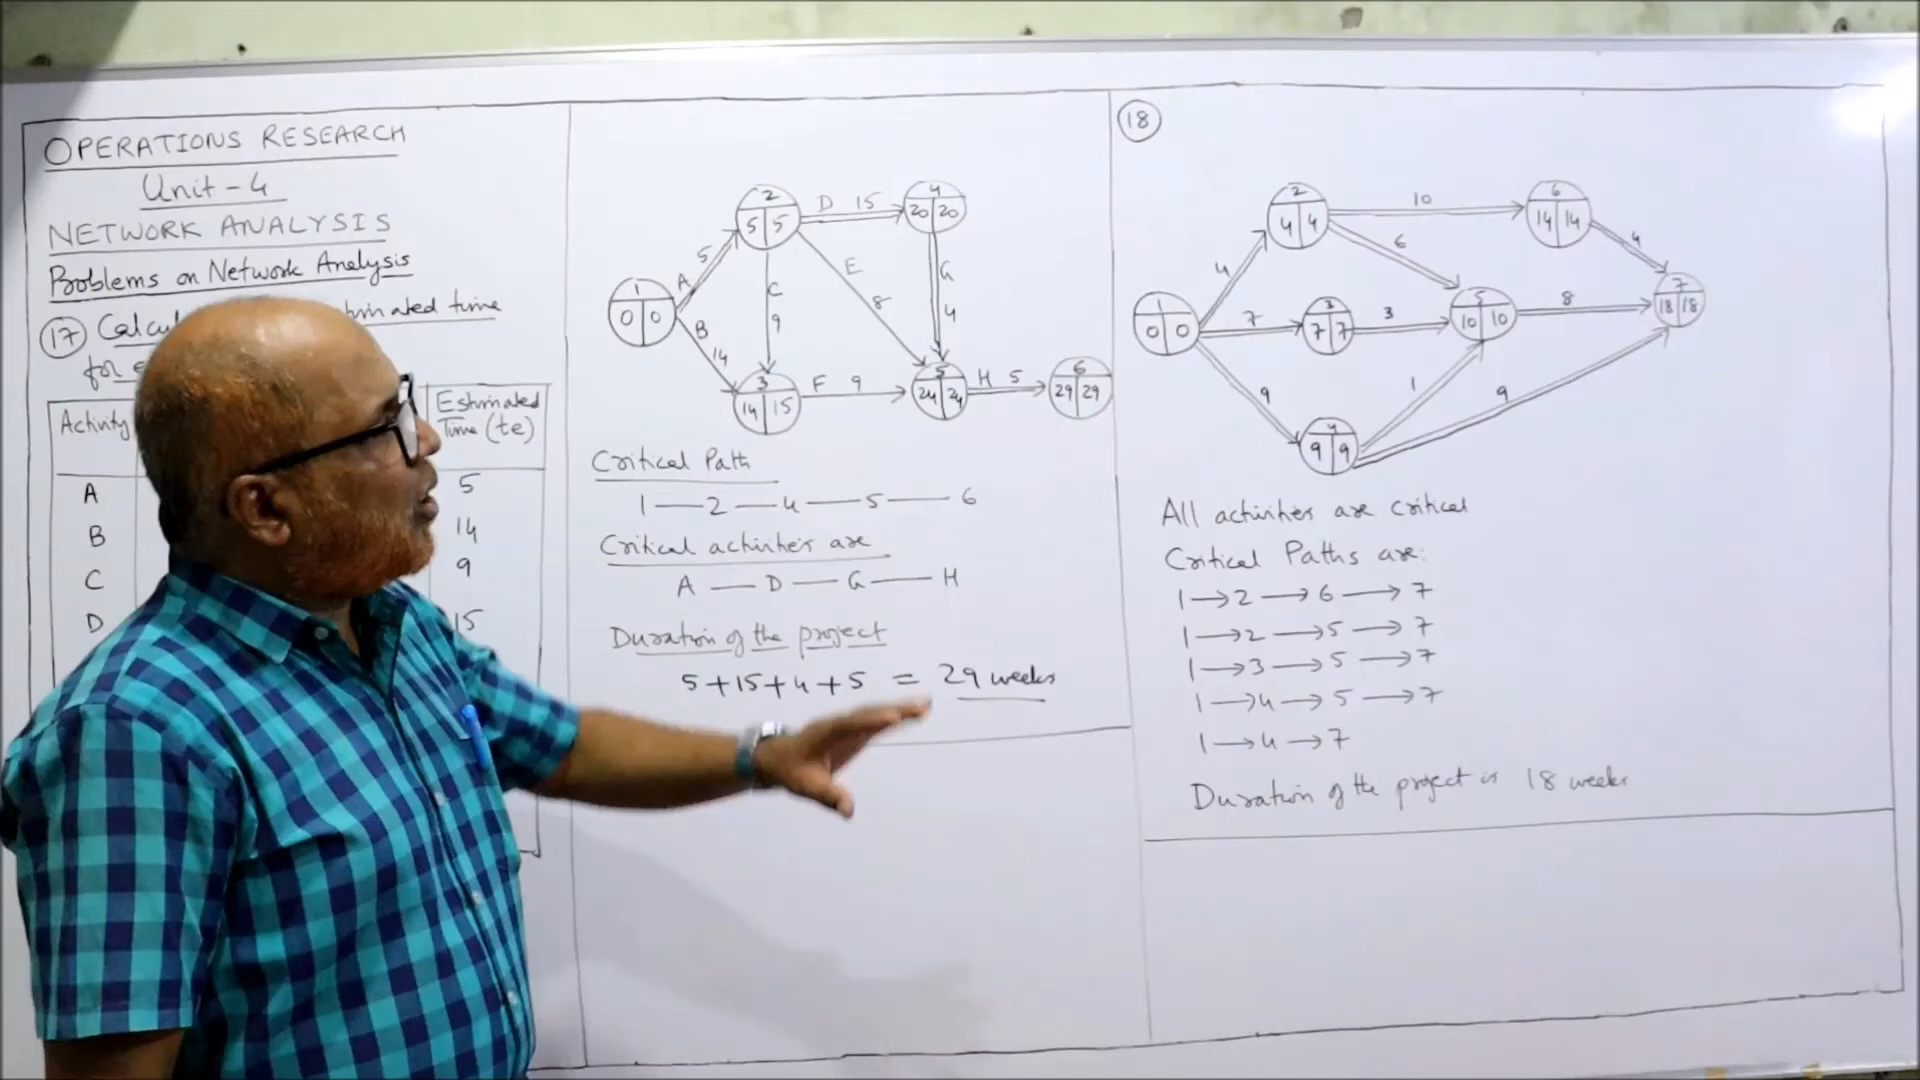 OPERATIONS RESEARCH
Unit - 4
NETWORK ANALYSIS
Problems on Network Analysis
17 time
for
Activity Estimated
Time (te)
A 5
B 14
C 9
D 15
2
5 5
D 15
4
20 20
A 5
E
8
C
9
G
4
1
0 0
B
14
3
14 15
F 9
5
24 24
H 5
6
29 29
Critical Path
1 — 2 — 4 — 5 — 6
Critical activities are
A — D — G — H
Duration of the project
5+15+4+5 = 29 weeks
18
2
4 4
10
6
14 14
4
4
6
1
0 0
7
3
7 7
3
5
10 10
8
7
18 18
9
1
9
4
9 9
All activities are critical
Critical Paths are:
1 → 2 → 6 → 7
1 → 2 → 5 → 7
1 → 3 → 5 → 7
1 → 4 → 5 → 7
1 → 4 → 7
Duration of the project is 18 weeks